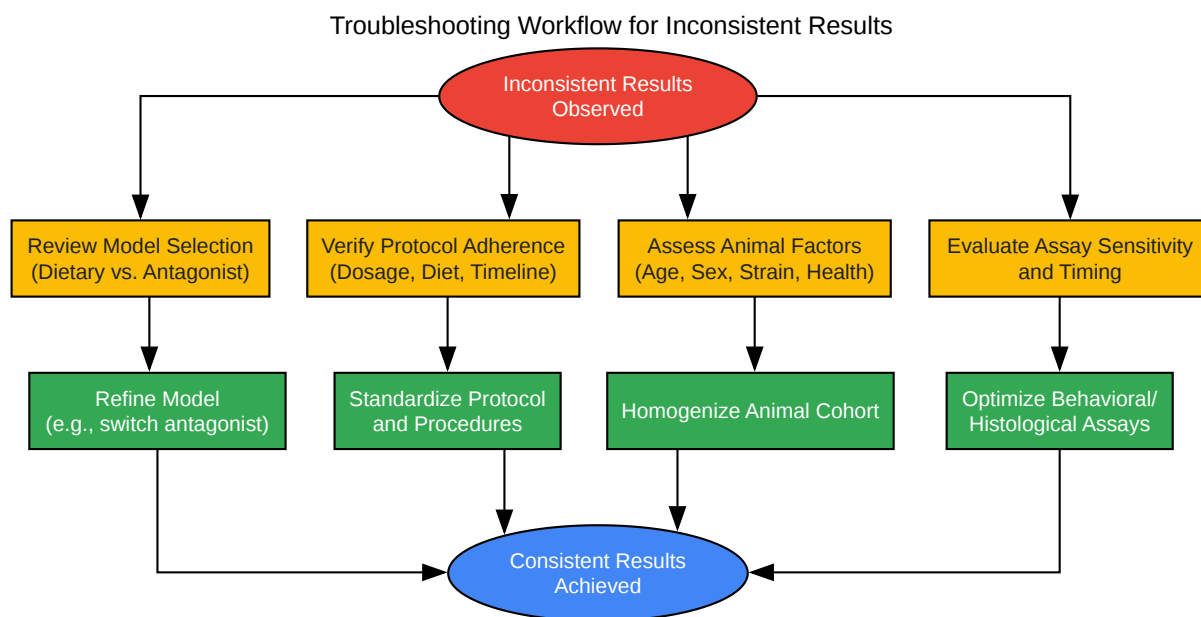 Troubleshooting Workflow for Inconsistent Results
Inconsistent Results
Observed
Review Model Selection
(Dietary vs. Antagonist)
Verify Protocol Adherence
(Dosage, Diet, Timeline)
Assess Animal Factors
(Age, Sex, Strain, Health)
Evaluate Assay Sensitivity
and Timing
Refine Model
(e.g., switch antagonist)
Standardize Protocol
and Procedures
Homogenize Animal Cohort
Optimize Behavioral/
Histological Assays
Consistent Results
Achieved